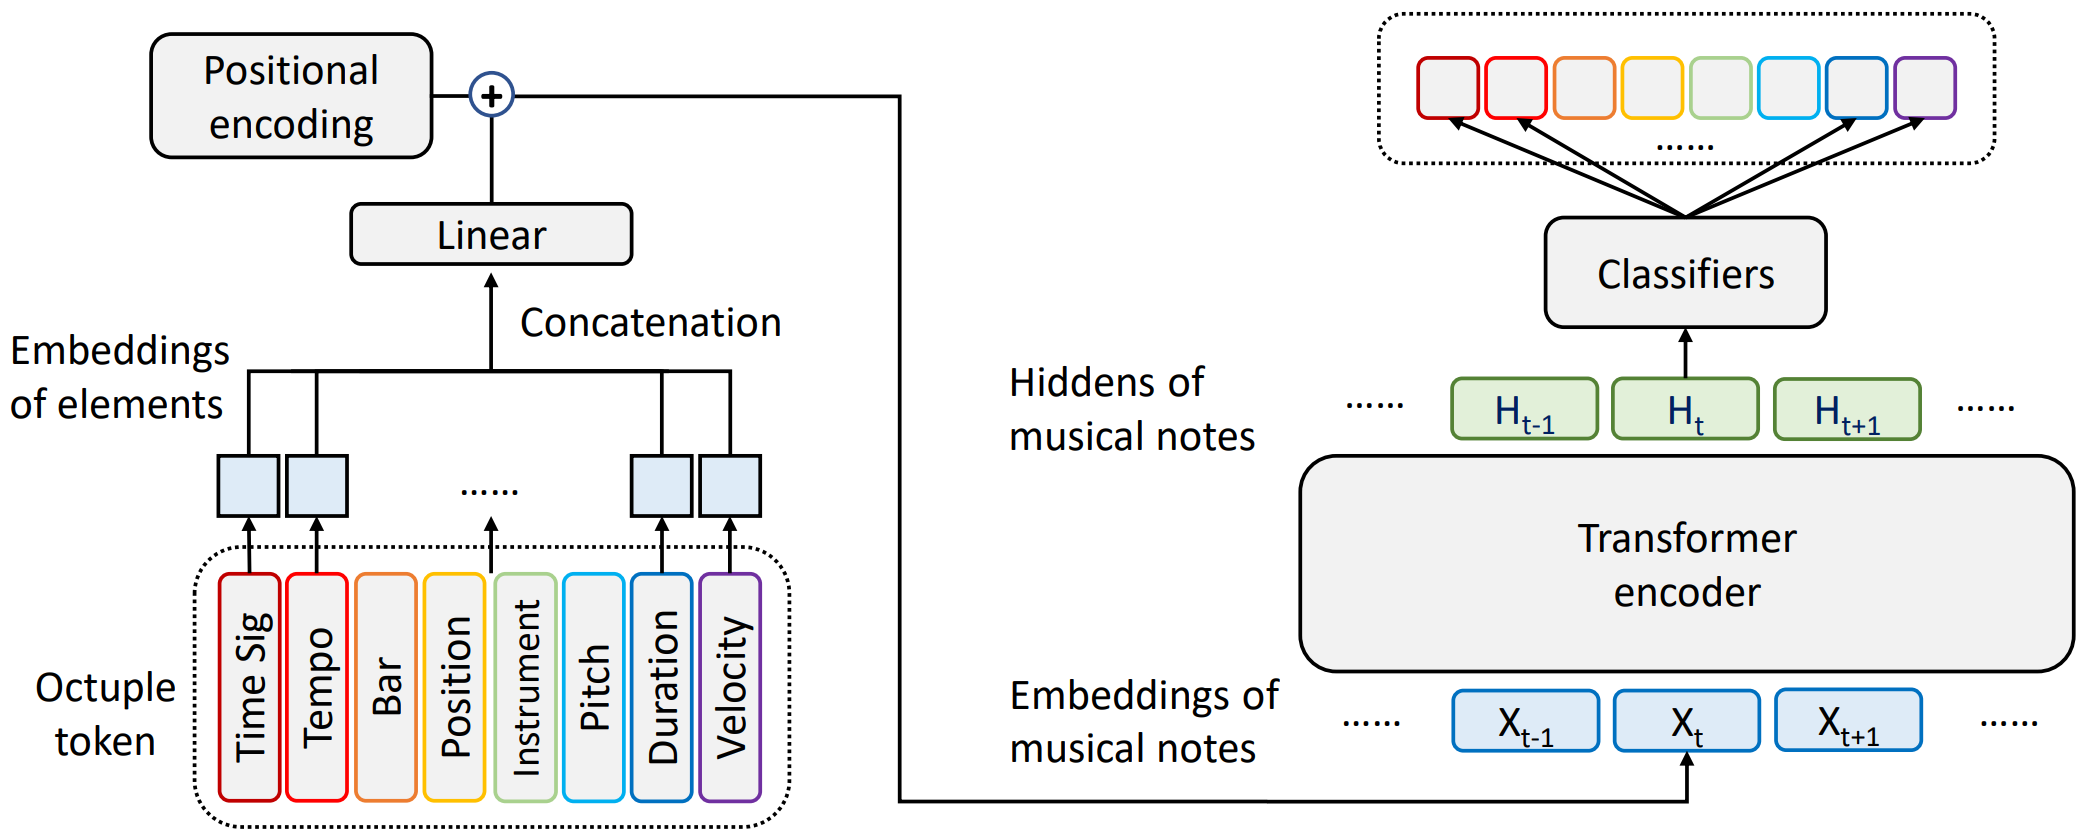 Positional
encoding
+
Linear
Concatenation
Embeddings
of elements
......
Octuple
token
Time Sig
Tempo
Bar
Position
Instrument
Pitch
Duration
Velocity
......
Classifiers
Hiddens of
musical notes
......
H_{t-1}
H_t
H_{t+1}
......
Transformer
encoder
Embeddings of
musical notes
......
X_{t-1}
X_t
X_{t+1}
......